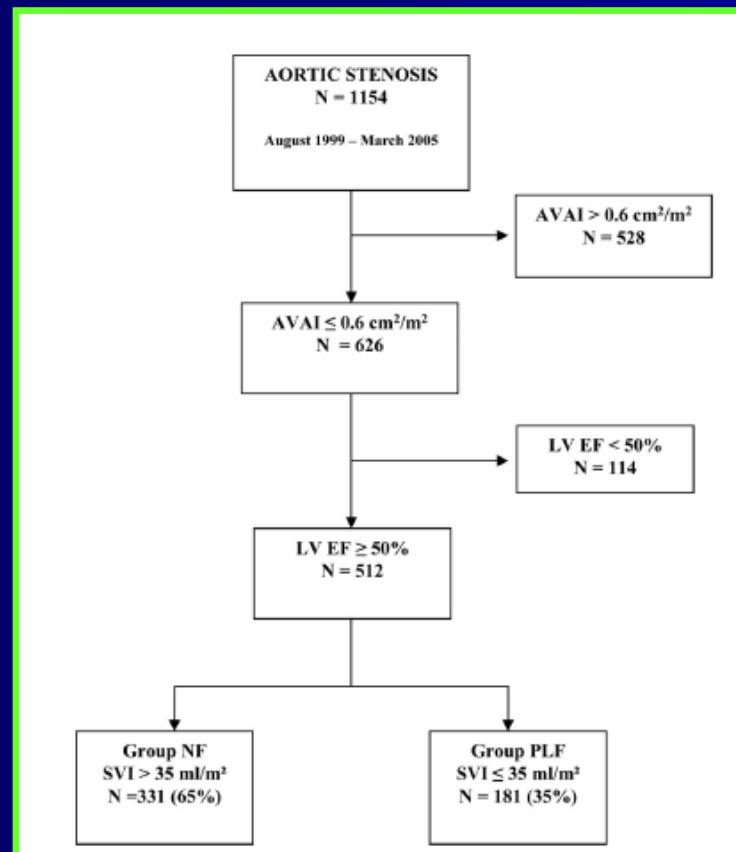 AORTIC STENOSIS
N = 1154
August 1999 – March 2005
AVAI > 0.6 cm²/m²
N = 528
AVAI ≤ 0.6 cm²/m²
N = 626
LV EF < 50%
N = 114
LV EF ≥ 50%
N = 512
Group NF
SVI > 35 ml/m²
N =331 (65%)
Group PLF
SVI ≤ 35 ml/m²
N = 181 (35%)